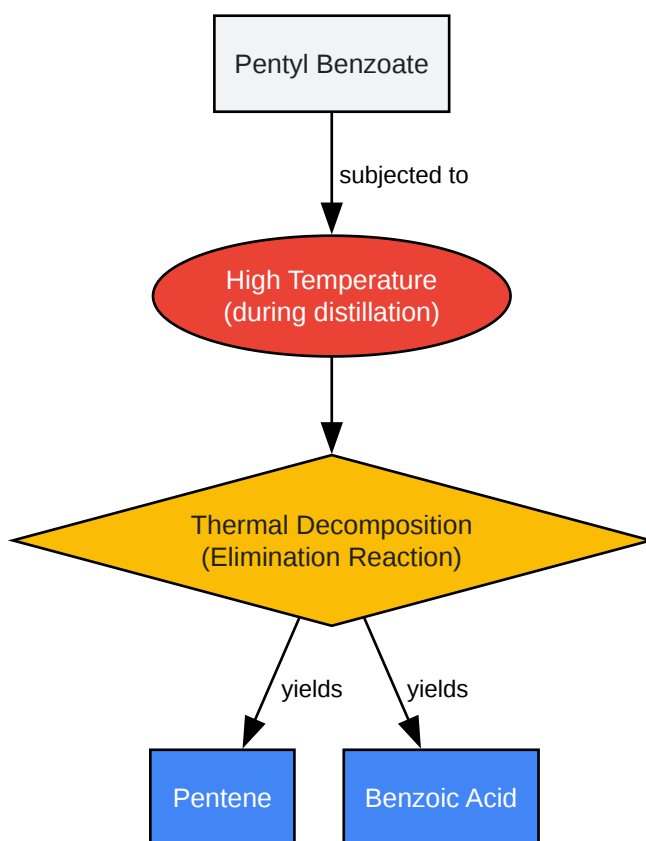 Pentyl Benzoate
subjected to
High Temperature
(during distillation)
Thermal Decomposition
(Elimination Reaction)
yields
yields
Pentene
Benzoic Acid